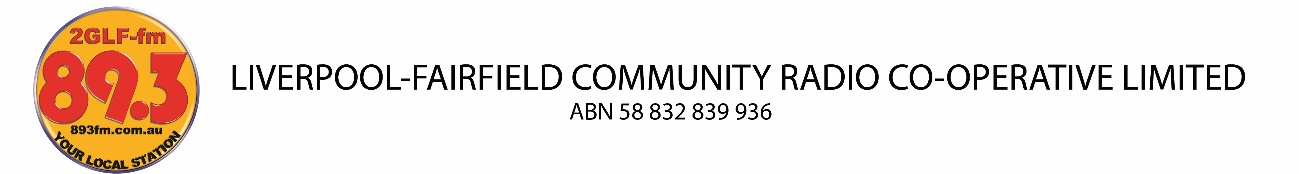 2GLF-fm
89.3
893fm.com.au
YOUR LOCAL STATION
LIVERPOOL-FAIRFIELD COMMUNITY RADIO CO-OPERATIVE LIMITED
ABN 58 832 839 936